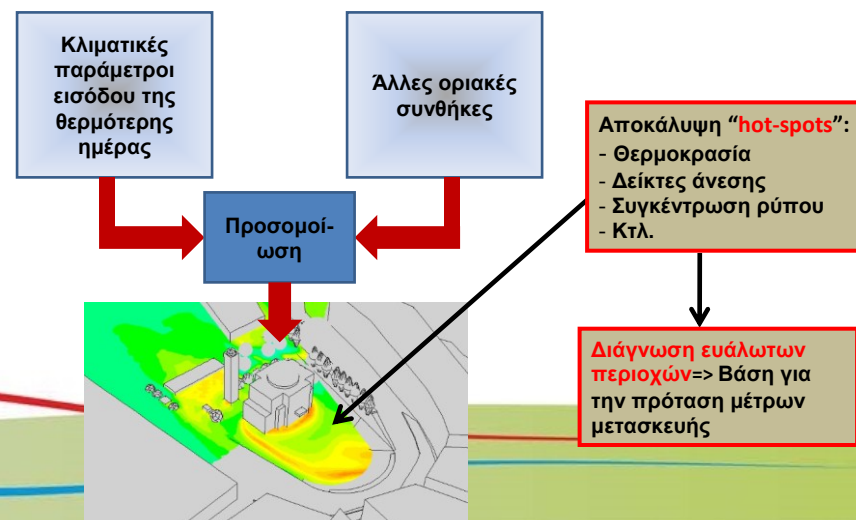 Κλιματικές
παράμετροι
εισόδου της
θερμότερης
ημέρας
Άλλες οριακές
συνθήκες
Προσομοί-
ωση
Αποκάλυψη “hot-spots”:
- Θερμοκρασία
- Δείκτες άνεσης
- Συγκέντρωση ρύπου
- Κτλ.
Διάγνωση ευάλωτων
περιοχών=> Βάση για
την πρόταση μέτρων
μετασκευής